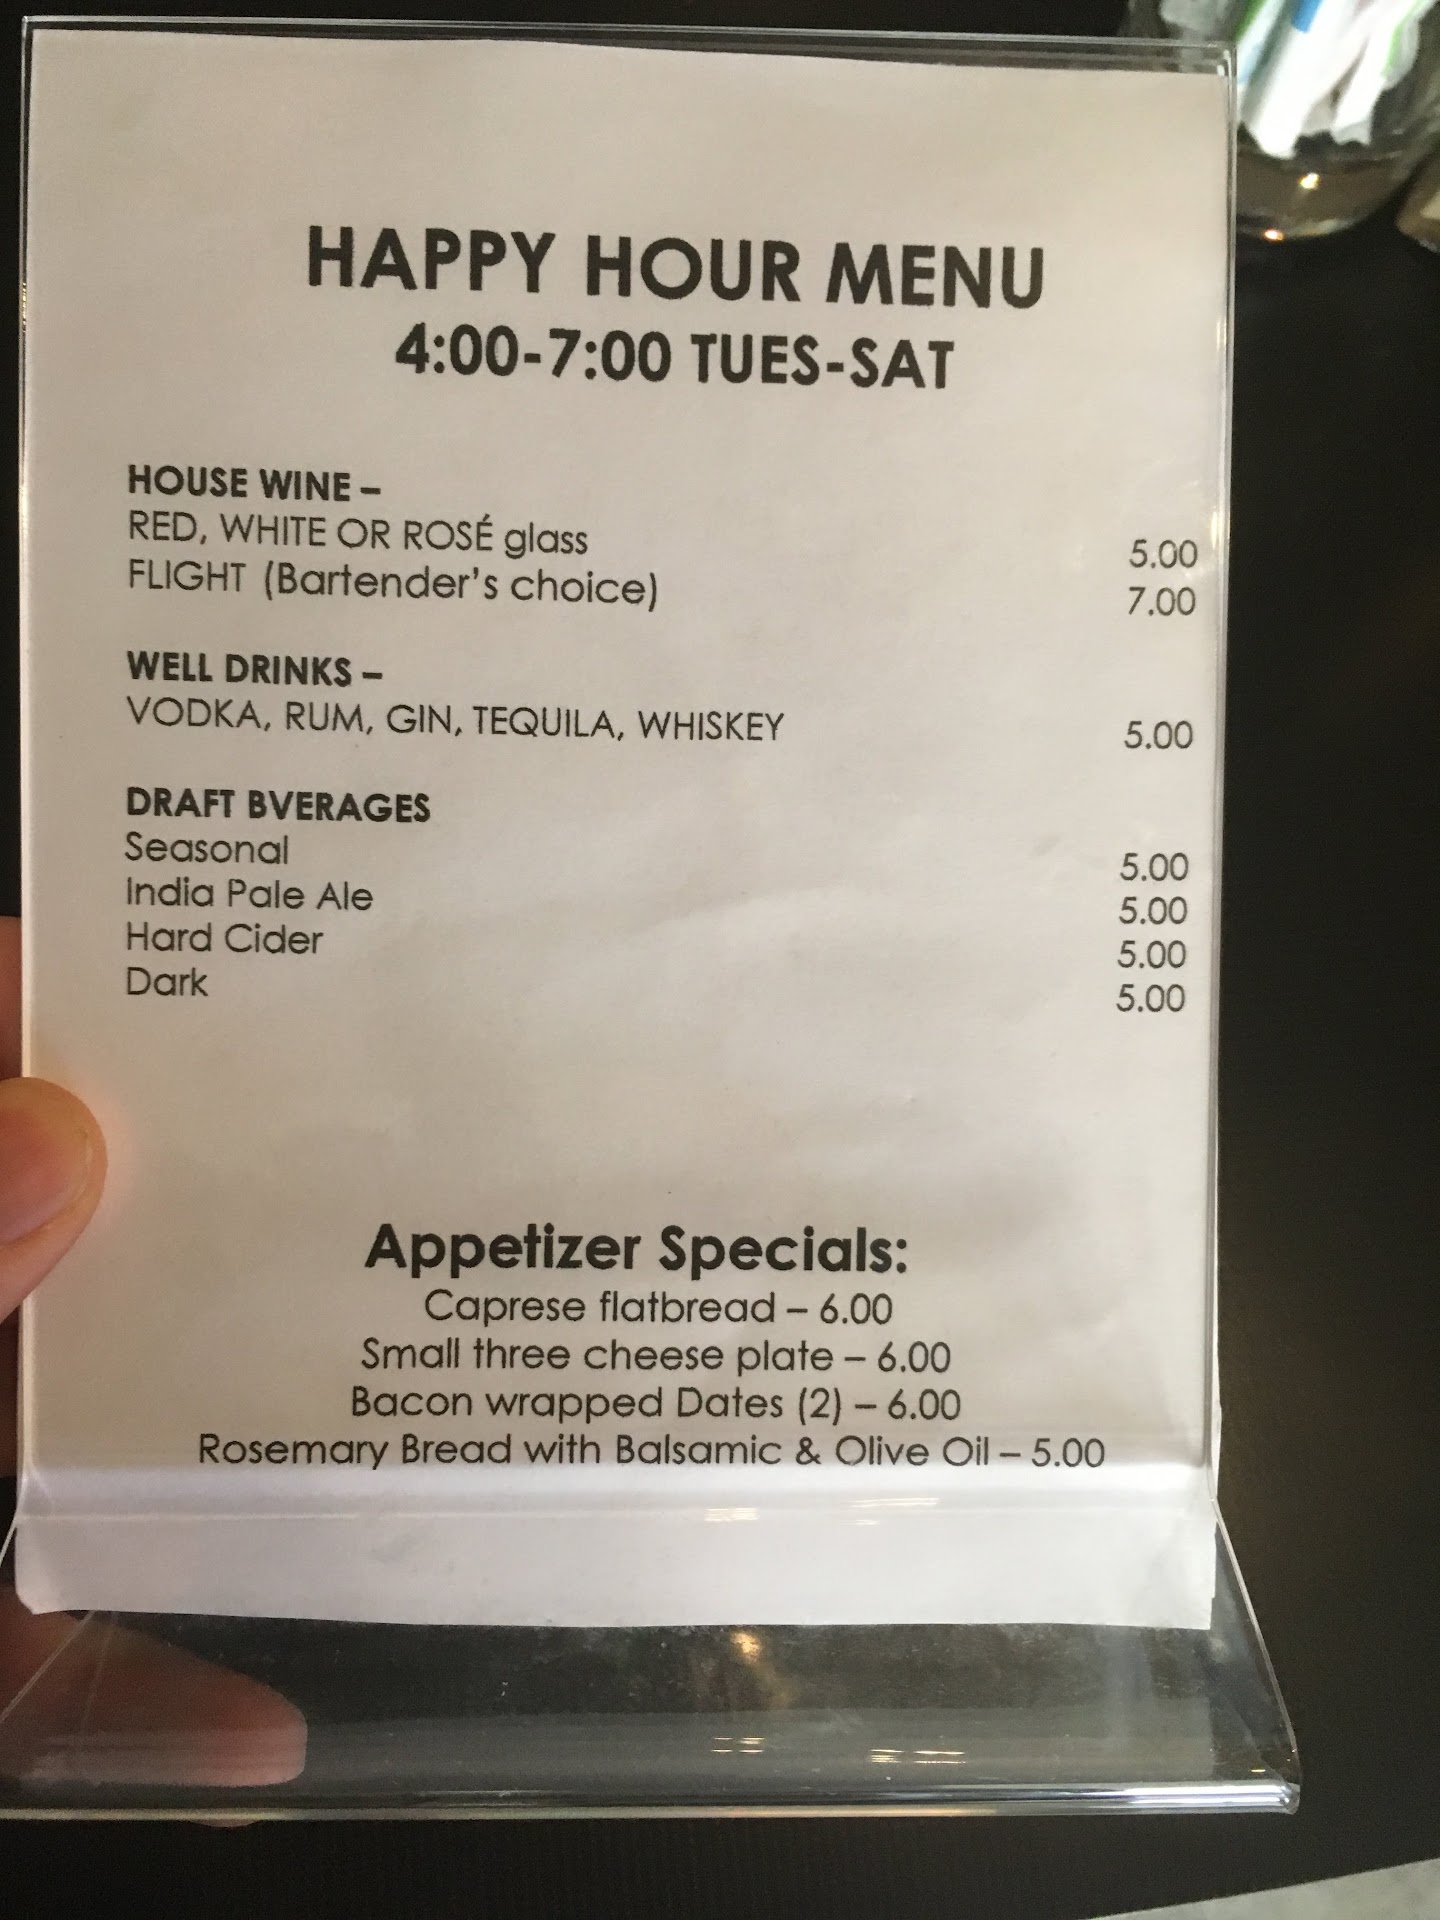 HAPPY HOUR MENU
4:00-7:00 TUES-SAT
HOUSE WINE –
RED, WHITE OR ROSÉ glass 5.00
FLIGHT (Bartender's choice) 7.00
WELL DRINKS –
VODKA, RUM, GIN, TEQUILA, WHISKEY 5.00
DRAFT BVERAGES
Seasonal 5.00
India Pale Ale 5.00
Hard Cider 5.00
Dark 5.00
Appetizer Specials:
Caprese flatbread – 6.00
Small three cheese plate – 6.00
Bacon wrapped Dates (2) – 6.00
Rosemary Bread with Balsamic & Olive Oil – 5.00